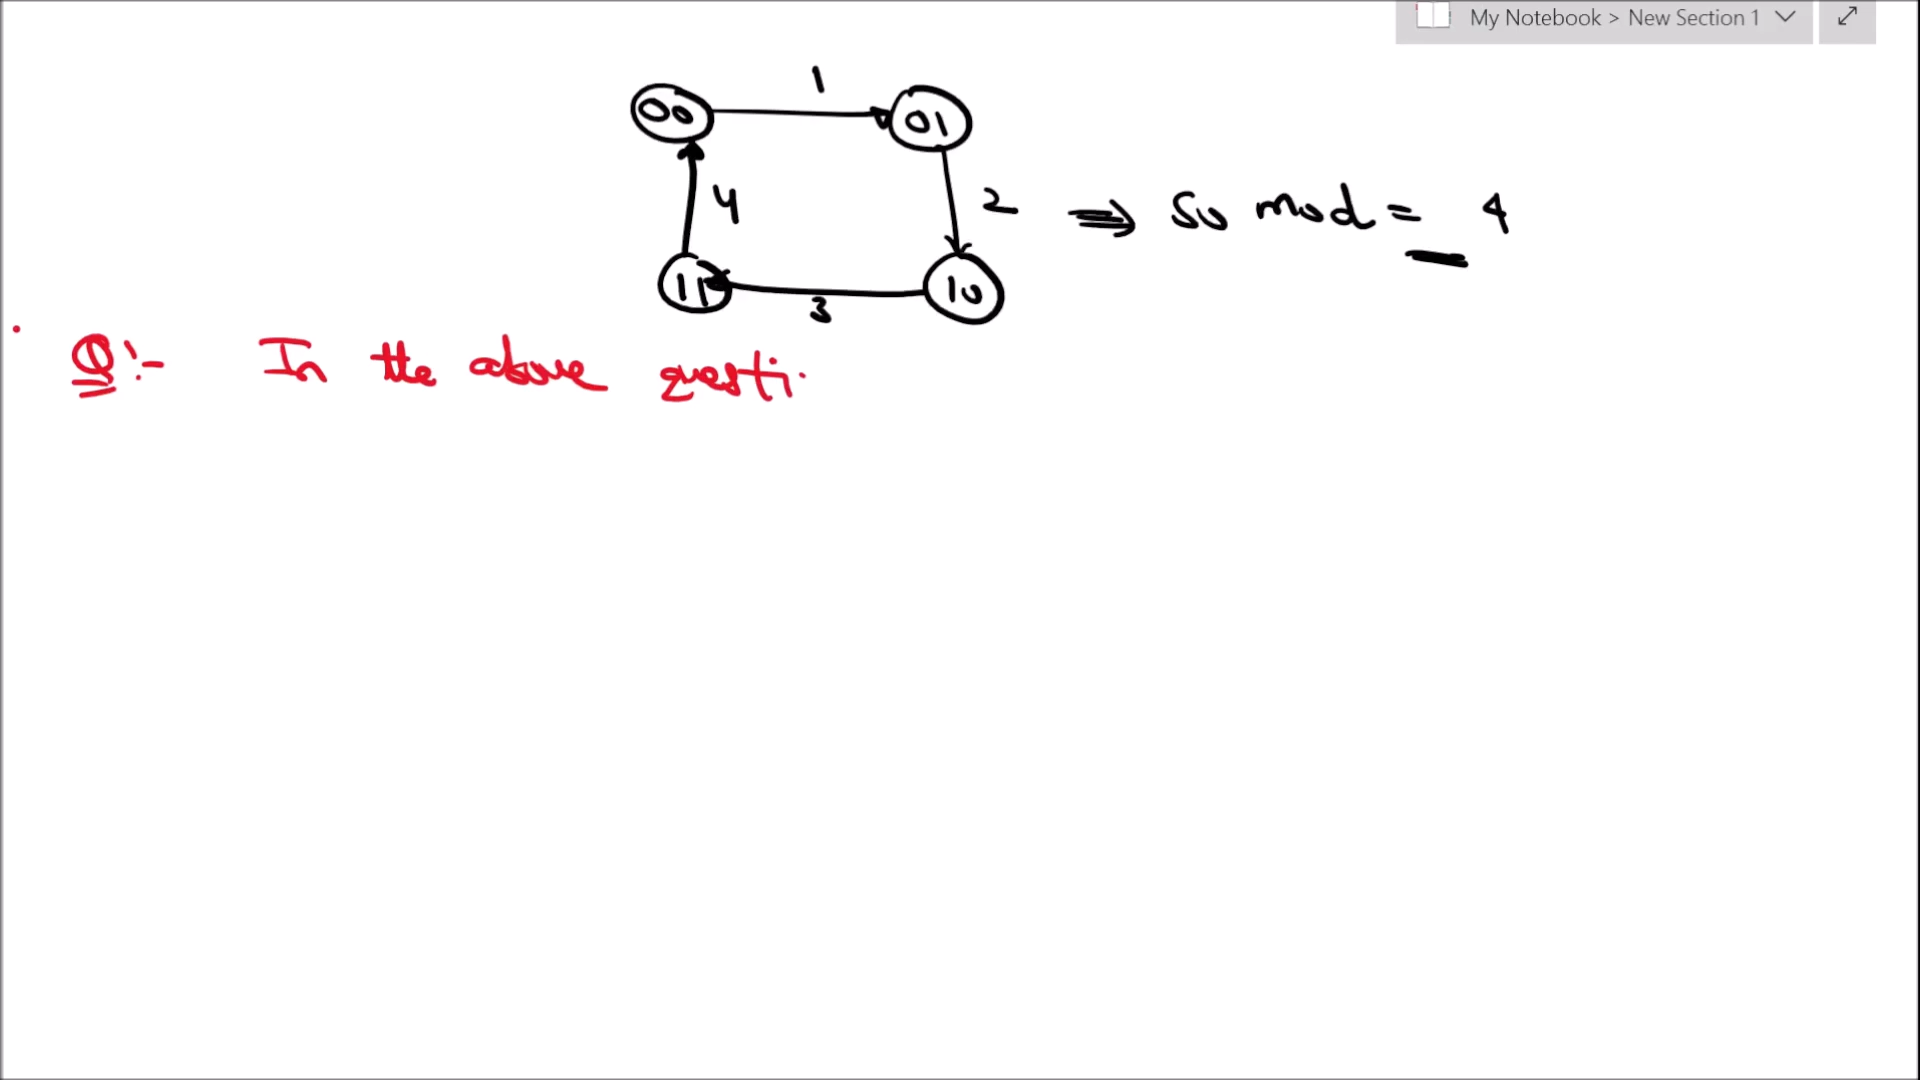 My Notebook > New Section 1
1
00 01
4 2 ⇒ So mod = 4
11 10
3
Q:- In the above questi